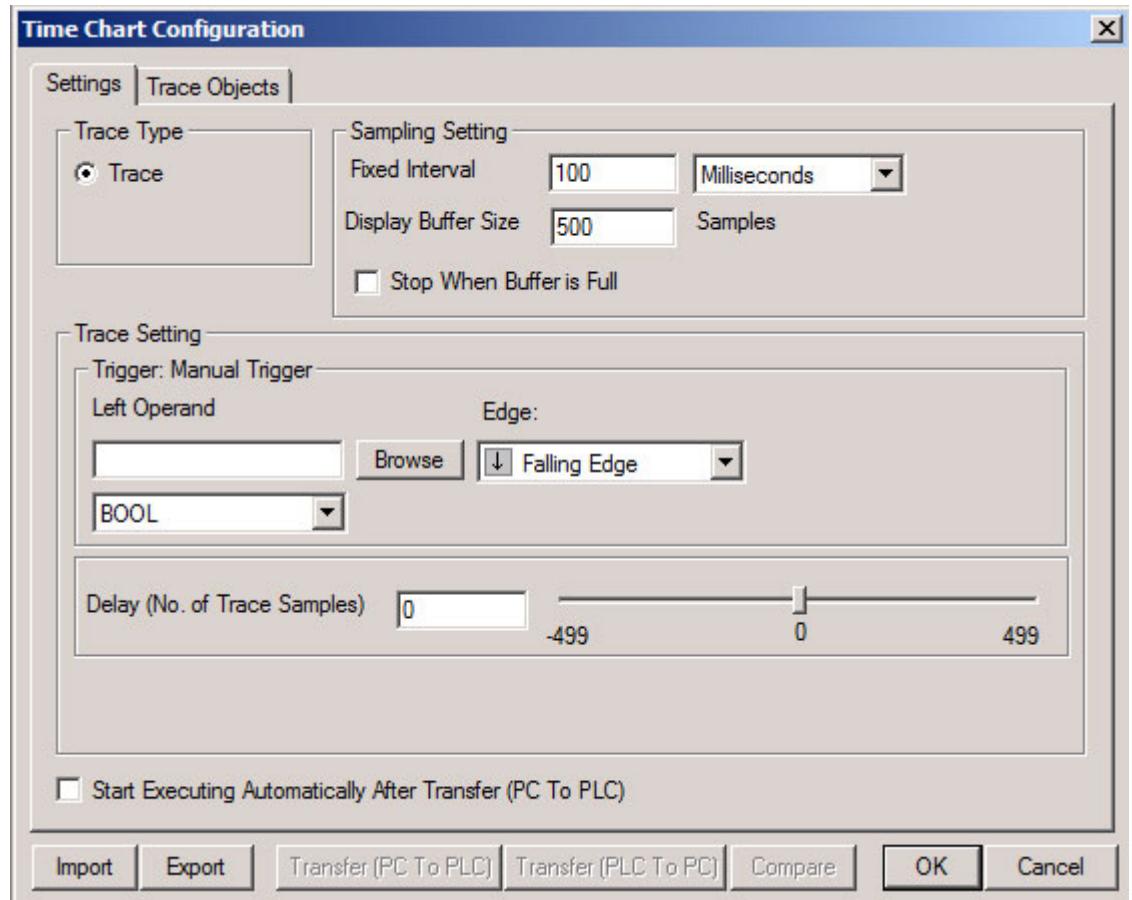 Time Chart Configuration
Settings
Trace Objects
Trace Type
Trace
Sampling Setting
Fixed Interval 100 Milliseconds
Display Buffer Size 500 Samples
Stop When Buffer is Full
Trace Setting
Trigger: Manual Trigger
Left Operand
Edge:
Browse
Falling Edge
BOOL
Delay (No. of Trace Samples) 0
-499 0 499
Start Executing Automatically After Transfer (PC To PLC)
Import Export Transfer (PC To PLC) Transfer (PLC To PC) Compare OK Cancel